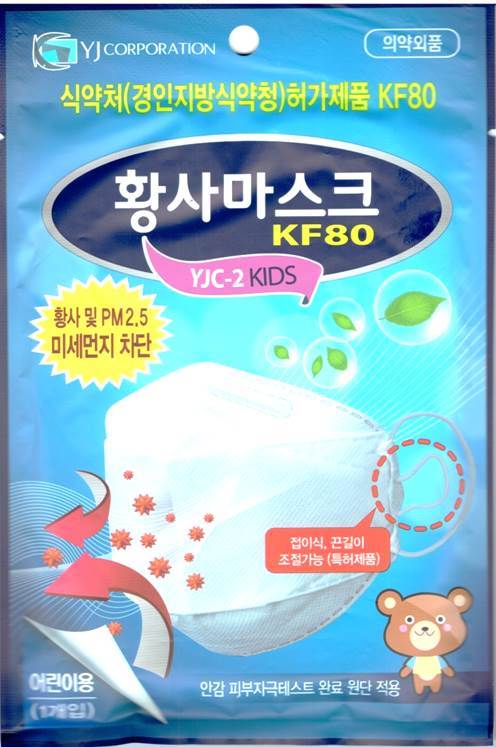 YJ CORPORATION
의약외품
식약처(경인지방식약청)허가제품 KF80
황사마스크
KF80
YJC-2 KIDS
황사 및 PM2.5
미세먼지 차단
접이식, 끈길이
조절가능 (특허제품)
어린이용
(1개입)
안감 피부자극테스트 완료 원단 적용